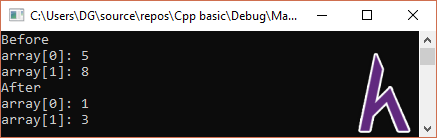 C:\Users\DG\source\repos\Cpp basic\Debug\Ma...
Before
array[0]: 5
array[1]: 8
After
array[0]: 1
array[1]: 3